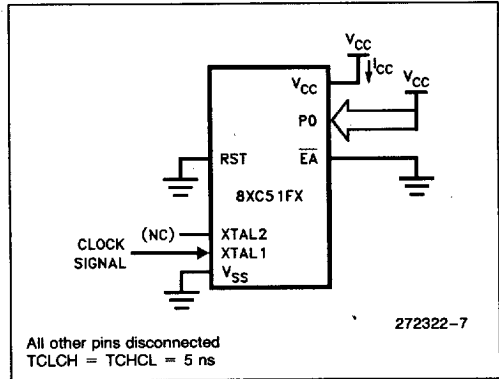 VCC
ICC
VCC
VCC
P0
RST
EA
8XC51FX
(NC)
XTAL2
CLOCK
SIGNAL
XTAL1
VSS
272322-7
All other pins disconnected
TCLCH = TCHCL = 5 ns